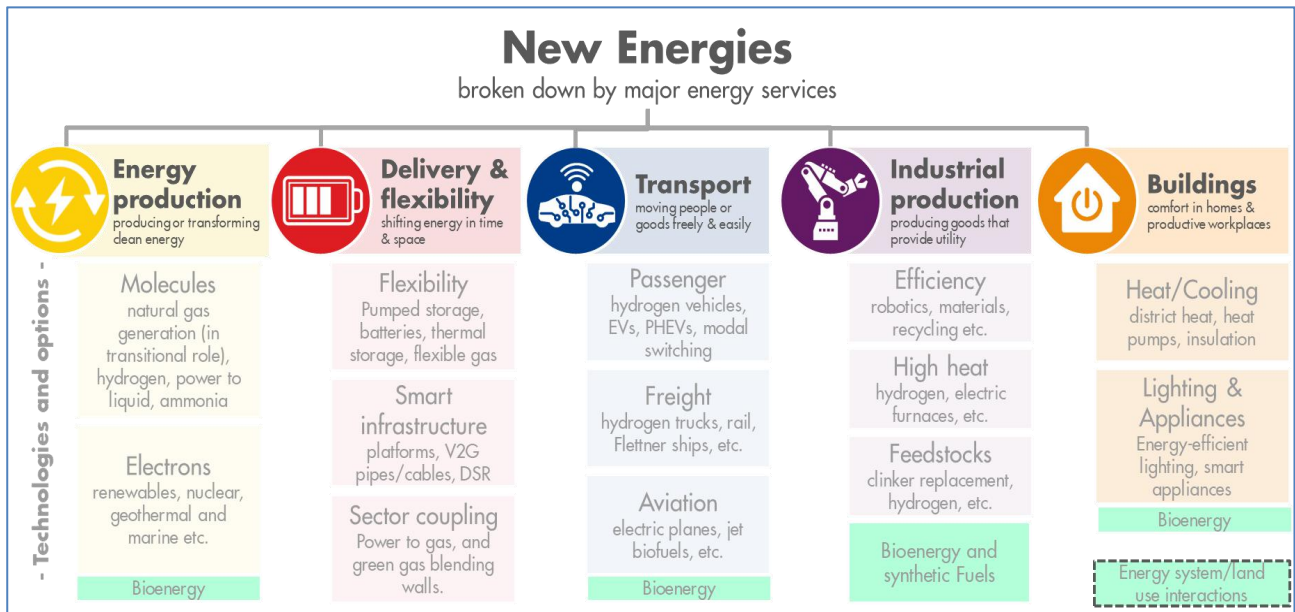 New Energies
broken down by major energy services
Energy
production
producing or transforming
clean energy
Delivery &
flexibility
shifting energy in time
& space
Transport
moving people or
goods freely & easily
Industrial
production
producing goods that
provide utility
Buildings
comfort in homes &
productive workplaces
- Technologies and options -
Molecules
natural gas
generation (in
transitional role),
hydrogen, power to
liquid, ammonia
Electrons
renewables, nuclear,
geothermal and
marine etc.
Bioenergy
Flexibility
Pumped storage,
batteries, thermal
storage, flexible gas
Smart
infrastructure
platforms, V2G
pipes/cables, DSR
Sector coupling
Power to gas, and
green gas blending
walls.
Passenger
hydrogen vehicles,
EVs, PHEVs, modal
switching
Freight
hydrogen trucks, rail,
Flettner ships, etc.
Aviation
electric planes, jet
biofuels, etc.
Bioenergy
Efficiency
robotics, materials,
recycling etc.
High heat
hydrogen, electric
furnaces, etc.
Feedstocks
clinker replacement,
hydrogen, etc.
Bioenergy and
synthetic Fuels
Heat/Cooling
district heat, heat
pumps, insulation
Lighting &
Appliances
Energy-efficient
lighting, smart
appliances
Bioenergy
Energy system/land
use interactions